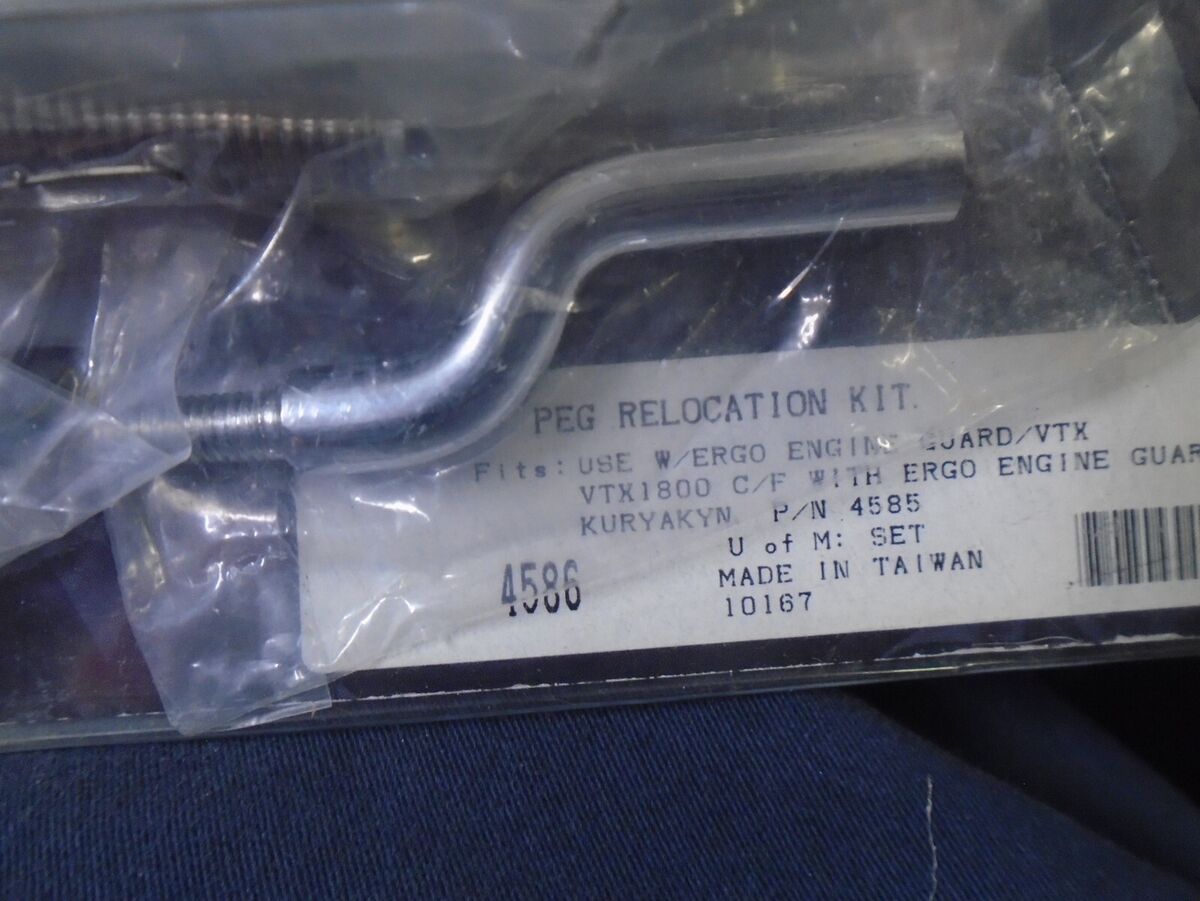 PEG RELOCATION KIT.
Fits: USE W/ERGO ENGINE GUARD/VTX
VTX1800 C/F WITH ERGO ENGINE GUAR
KURYAKYN P/N 4585
U of M: SET
4586
MADE IN TAIWAN
10167